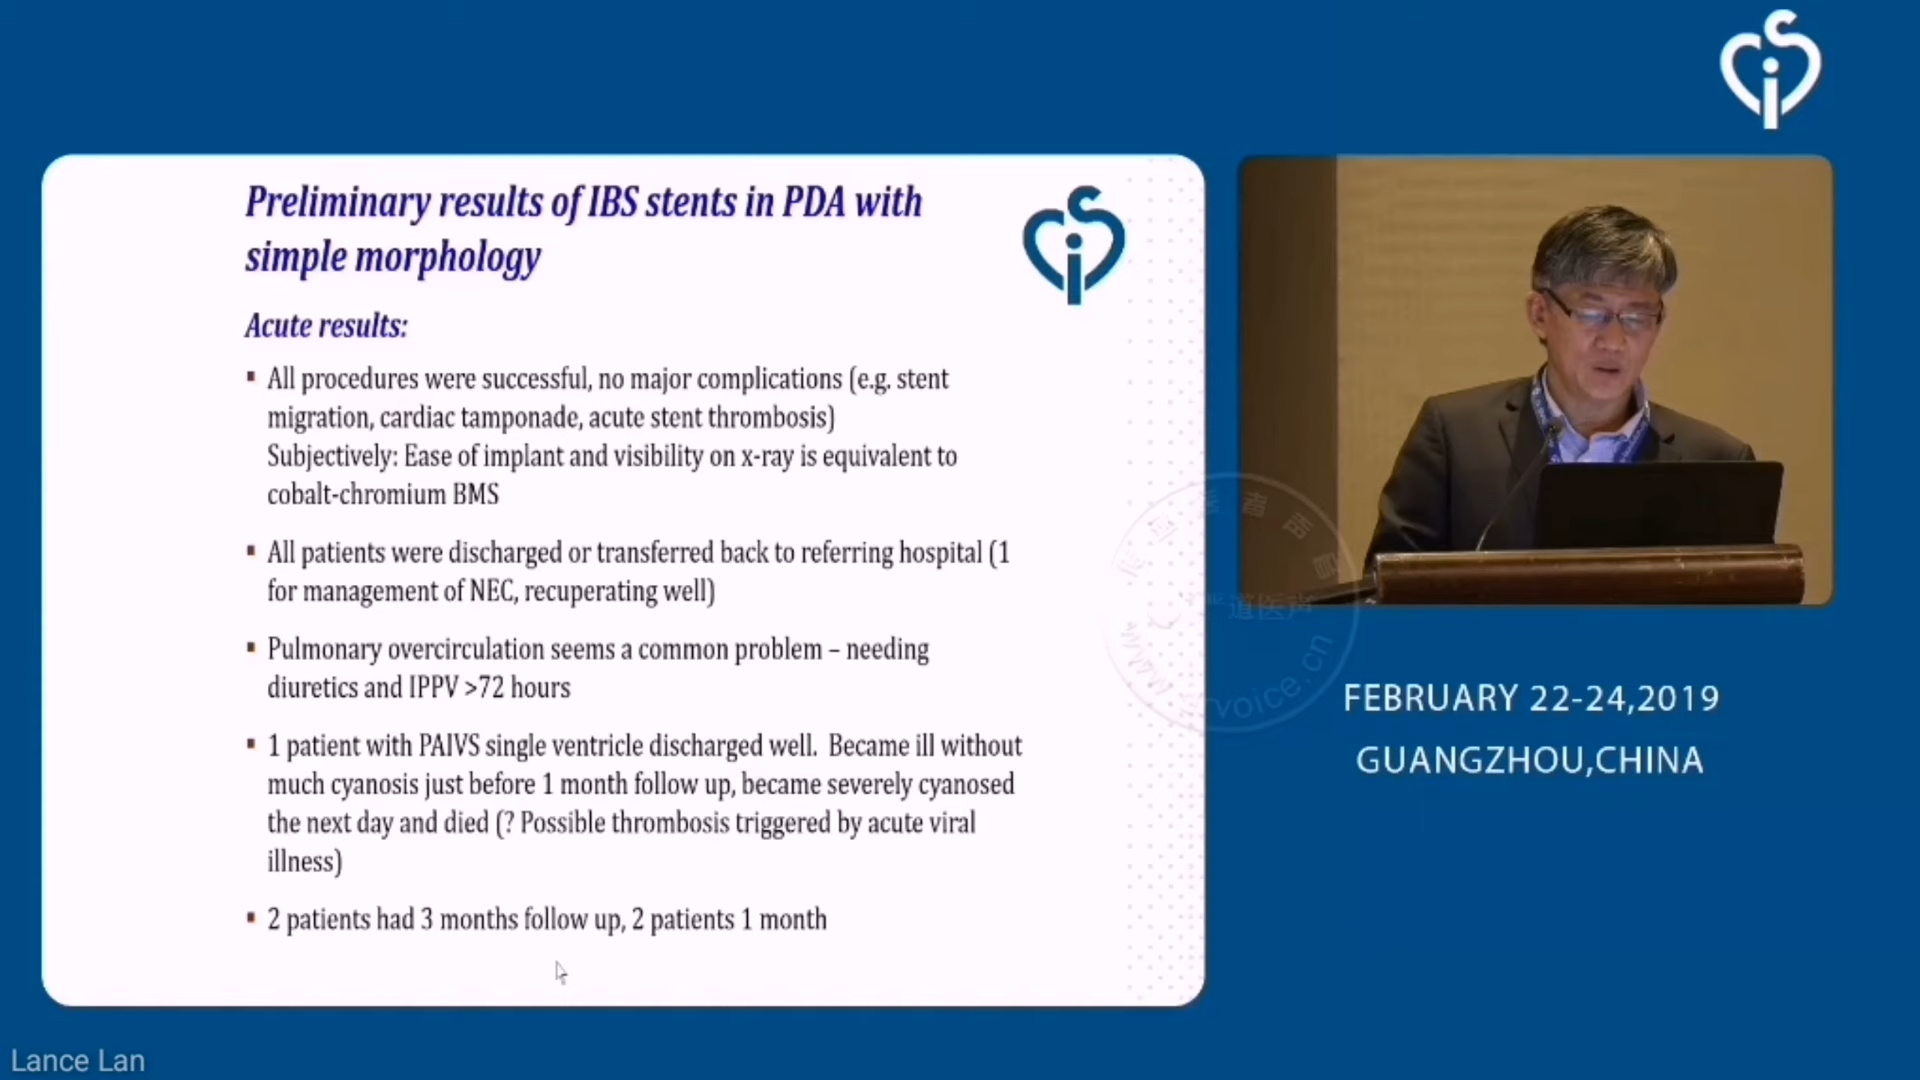 Preliminary results of IBS stents in PDA with
simple morphology
Acute results:
▪ All procedures were successful, no major complications (e.g. stent
migration, cardiac tamponade, acute stent thrombosis)
Subjectively: Ease of implant and visibility on x-ray is equivalent to
cobalt-chromium BMS
▪ All patients were discharged or transferred back to referring hospital (1
for management of NEC, recuperating well)
▪ Pulmonary overcirculation seems a common problem – needing
diuretics and IPPV >72 hours
▪ 1 patient with PAIVS single ventricle discharged well.  Became ill without
much cyanosis just before 1 month follow up, became severely cyanosed
the next day and died (? Possible thrombosis triggered by acute viral
illness)
▪ 2 patients had 3 months follow up, 2 patients 1 month
道医声
FEBRUARY 22-24,2019
GUANGZHOU,CHINA
Lance Lan